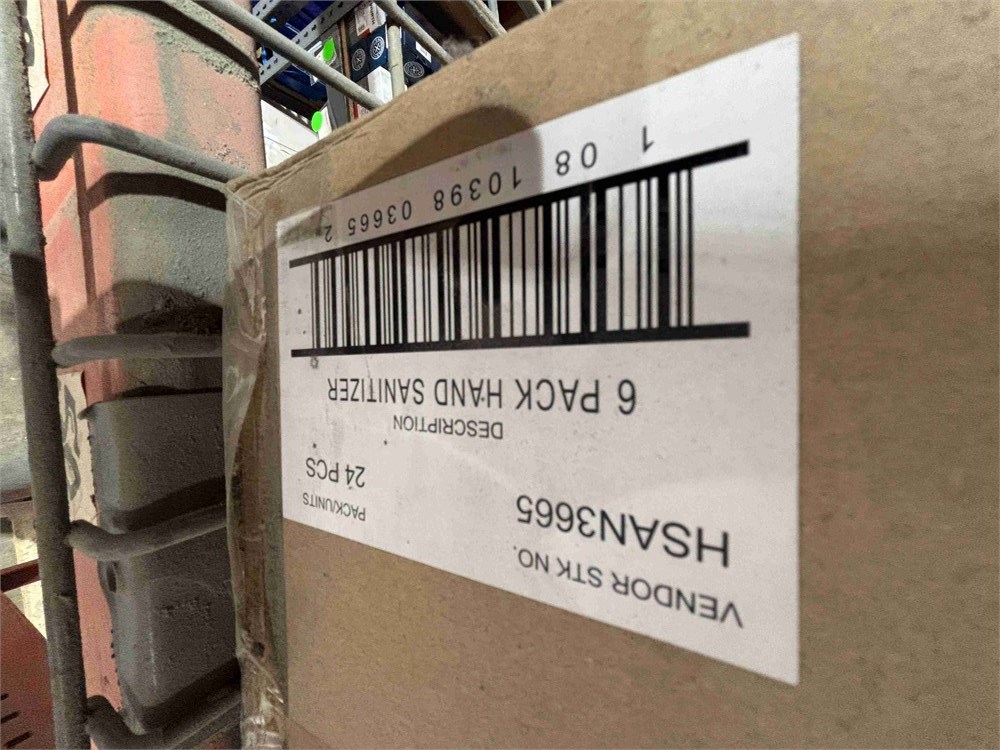 VENDOR STK NO.
HSAN3665
PACK/UNITS
24 PCS
DESCRIPTION
6 PACK HAND SANITIZER
1 08 10398 03665 2